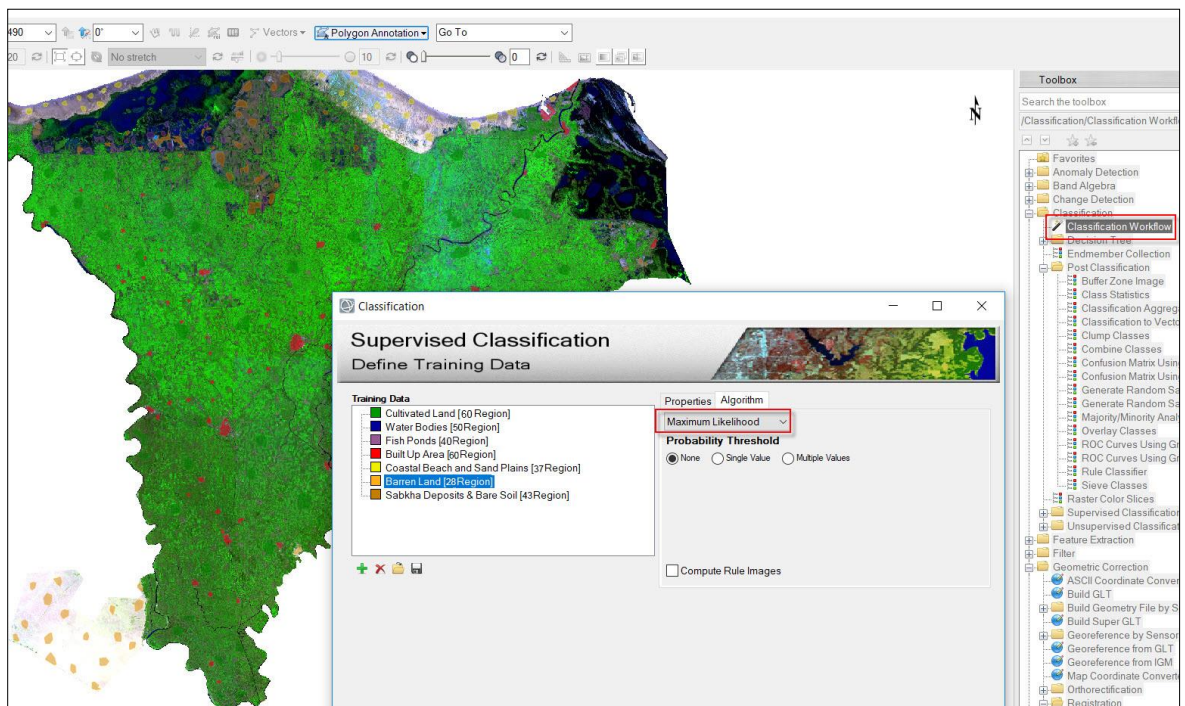 490 0° Vectors Polygon Annotation Go To
20 No stretch 10 0
N
Toolbox
Search the toolbox
/Classification/Classification Workfl
Favorites
Anomaly Detection
Band Algebra
Change Detection
Classification
Classification Workflow
Decision Tree
Endmember Collection
Post Classification
Buffer Zone Image
Class Statistics
Classification Aggreg
Classification to Vecto
Clump Classes
Combine Classes
Confusion Matrix Usin
Confusion Matrix Usin
Generate Random Sa
Generate Random Sa
Majority/Minority Anal
Overlay Classes
ROC Curves Using Gr
ROC Curves Using Gr
Rule Classifier
Sieve Classes
Raster Color Slices
Supervised Classification
Unsupervised Classificat
Feature Extraction
Filter
Geometric Correction
ASCII Coordinate Conver
Build GLT
Build Geometry File by S
Build Super GLT
Georeference by Sensor
Georeference from GLT
Georeference from IGM
Map Coordinate Converte
Orthorectification
Registration
Classification
Supervised Classification
Define Training Data
Training Data
Cultivated Land [60 Region]
Water Bodies [50Region]
Fish Ponds [40Region]
Built Up Area [60Region]
Coastal Beach and Sand Plains [37Region]
Barren Land [28Region]
Sabkha Deposits & Bare Soil [43Region]
Properties Algorithm
Maximum Likelihood
Probability Threshold
None Single Value Multiple Values
Compute Rule Images